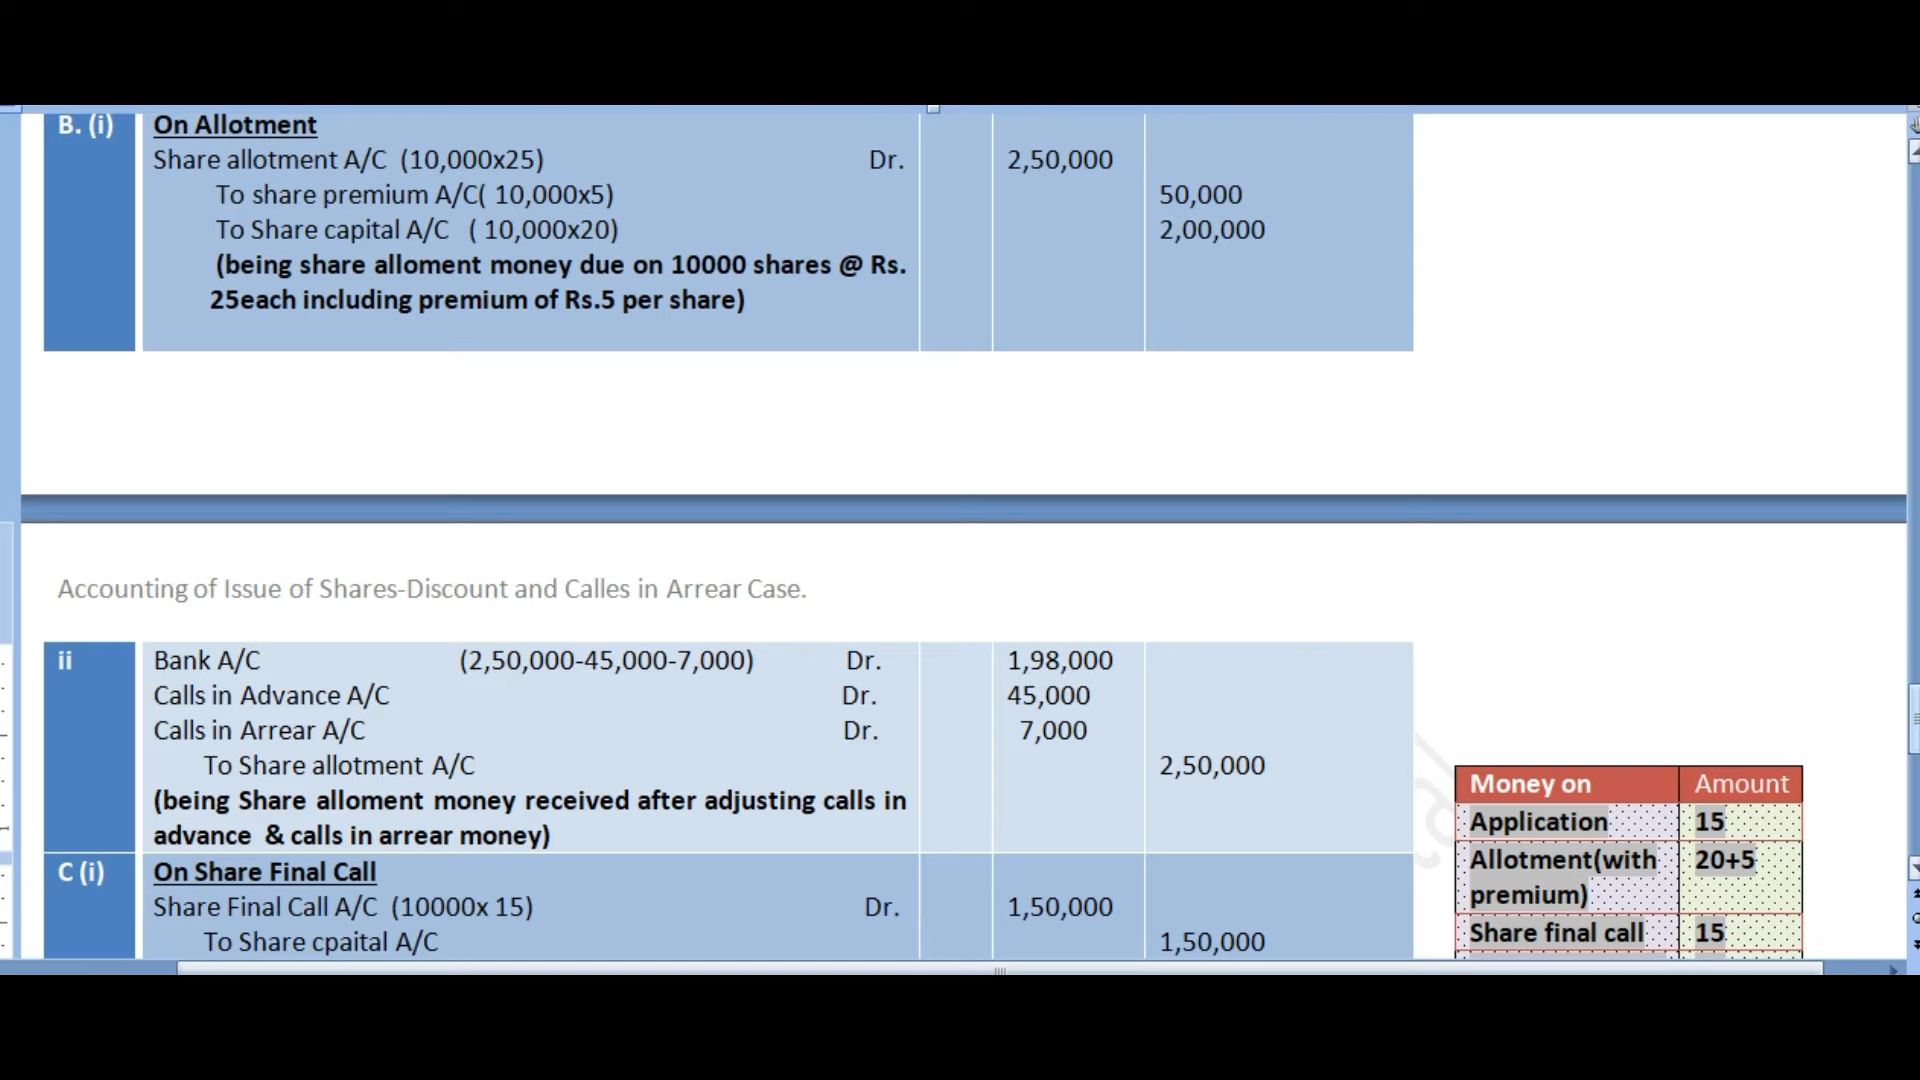 B. (i) On Allotment
Share allotment A/C (10,000x25) Dr. 2,50,000
To share premium A/C( 10,000x5) 50,000
To Share capital A/C ( 10,000x20) 2,00,000
(being share alloment money due on 10000 shares @ Rs.
25each including premium of Rs.5 per share)
Accounting of Issue of Shares-Discount and Calles in Arrear Case.
ii Bank A/C (2,50,000-45,000-7,000) Dr. 1,98,000
Calls in Advance A/C Dr. 45,000
Calls in Arrear A/C Dr. 7,000
To Share allotment A/C 2,50,000
(being Share alloment money received after adjusting calls in
advance & calls in arrear money)
C (i) On Share Final Call
Share Final Call A/C (10000x 15) Dr. 1,50,000
To Share cpaital A/C 1,50,000
Money on Amount
Application 15
Allotment(with 20+5
premium)
Share final call 15